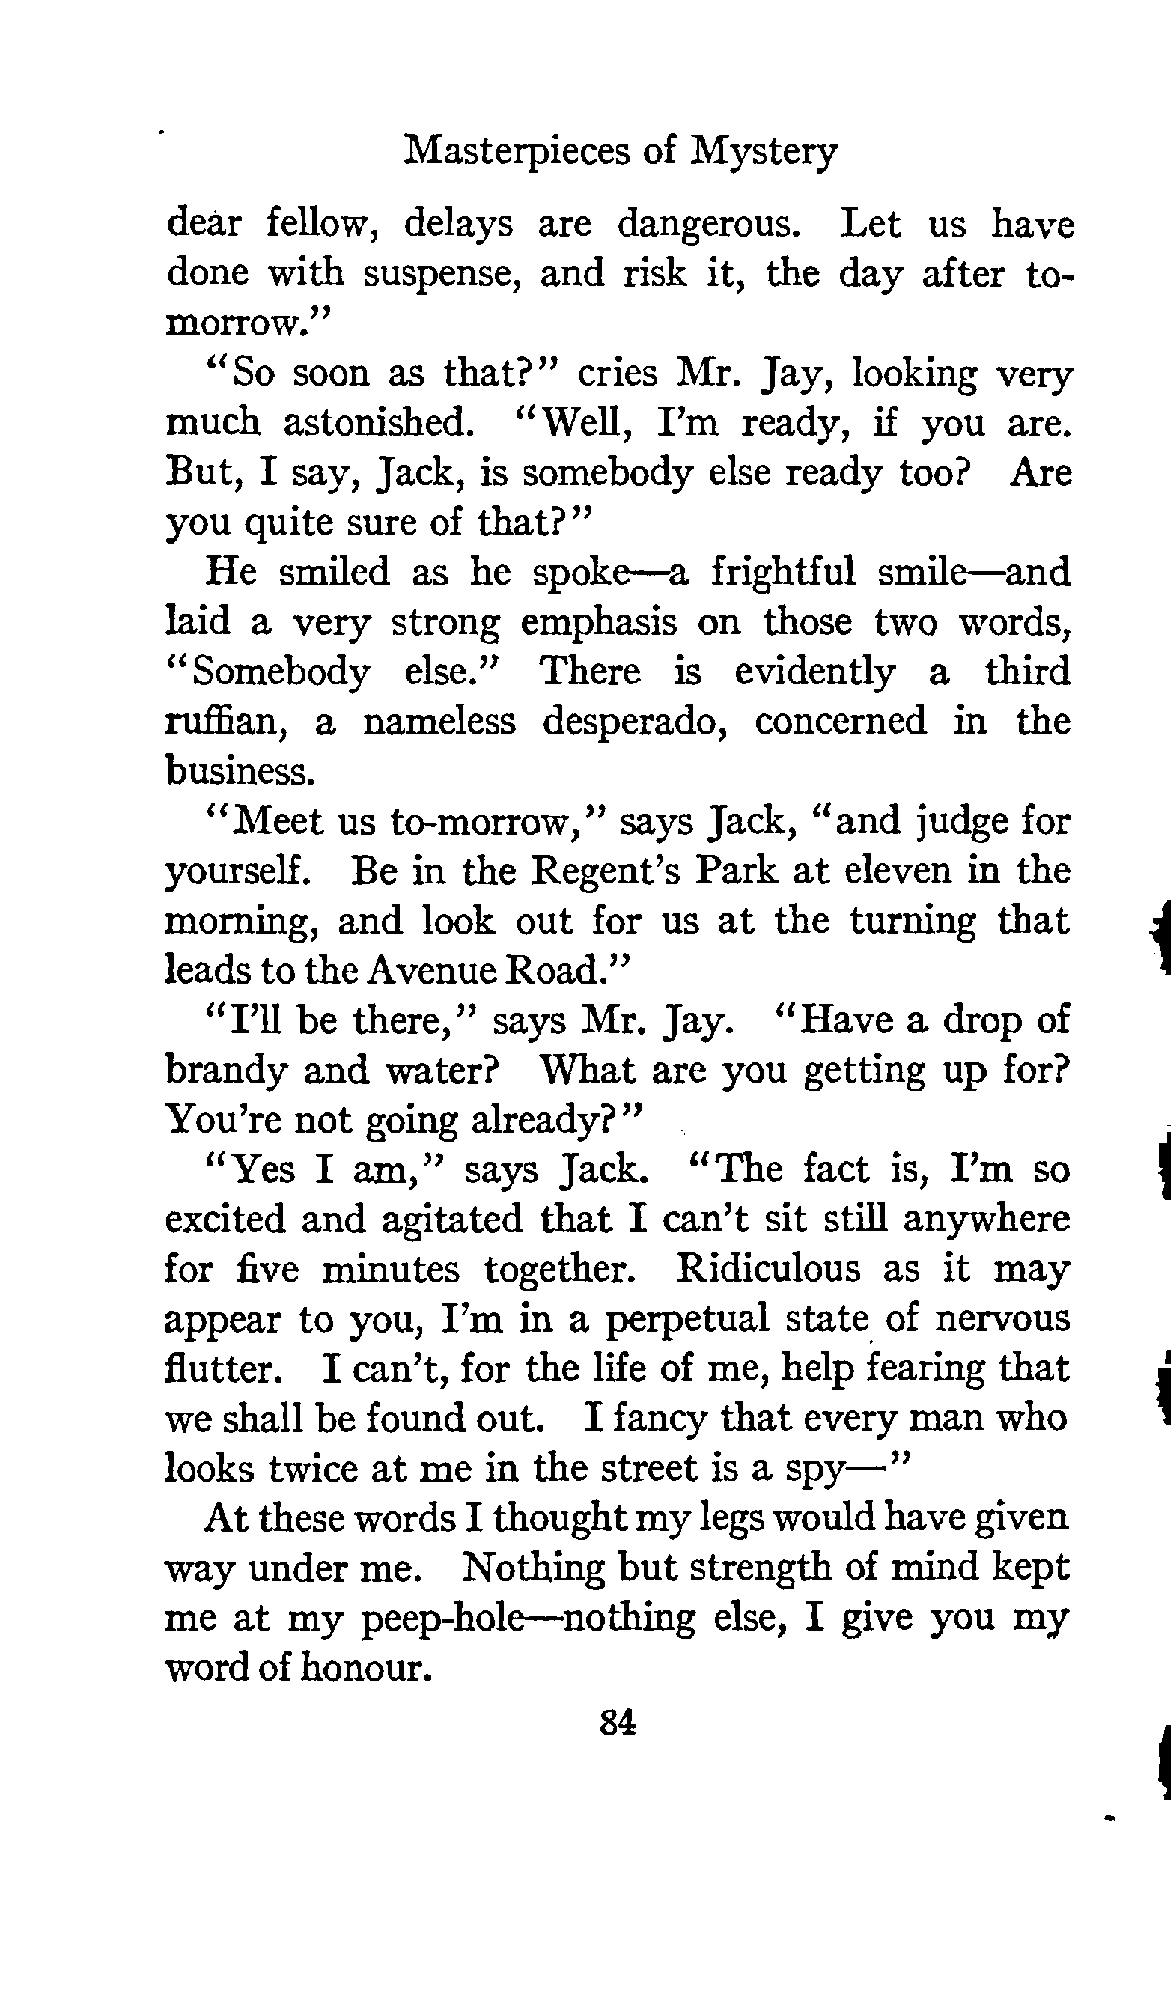 Masterpieces of Mystery
dear fellow, delays are dangerous. Let us have
done with suspense, and risk it, the day after to-
morrow."
"So soon as that?" cries Mr. Jay, looking very
much astonished. "Well, I'm ready, if you are.
But, I say, Jack, is somebody else ready too? Are
you quite sure of that?"
He smiled as he spoke—a frightful smile—and
laid a very strong emphasis on those two words,
"Somebody else." There is evidently a third
ruffian, a nameless desperado, concerned in the
business.
"Meet us to-morrow," says Jack, "and judge for
yourself. Be in the Regent's Park at eleven in the
morning, and look out for us at the turning that
leads to the Avenue Road."
"I'll be there," says Mr. Jay. "Have a drop of
brandy and water? What are you getting up for?
You're not going already?"
"Yes I am," says Jack. "The fact is, I'm so
excited and agitated that I can't sit still anywhere
for five minutes together. Ridiculous as it may
appear to you, I'm in a perpetual state of nervous
flutter. I can't, for the life of me, help fearing that
we shall be found out. I fancy that every man who
looks twice at me in the street is a spy—"
At these words I thought my legs would have given
way under me. Nothing but strength of mind kept
me at my peep-hole—nothing else, I give you my
word of honour.
84